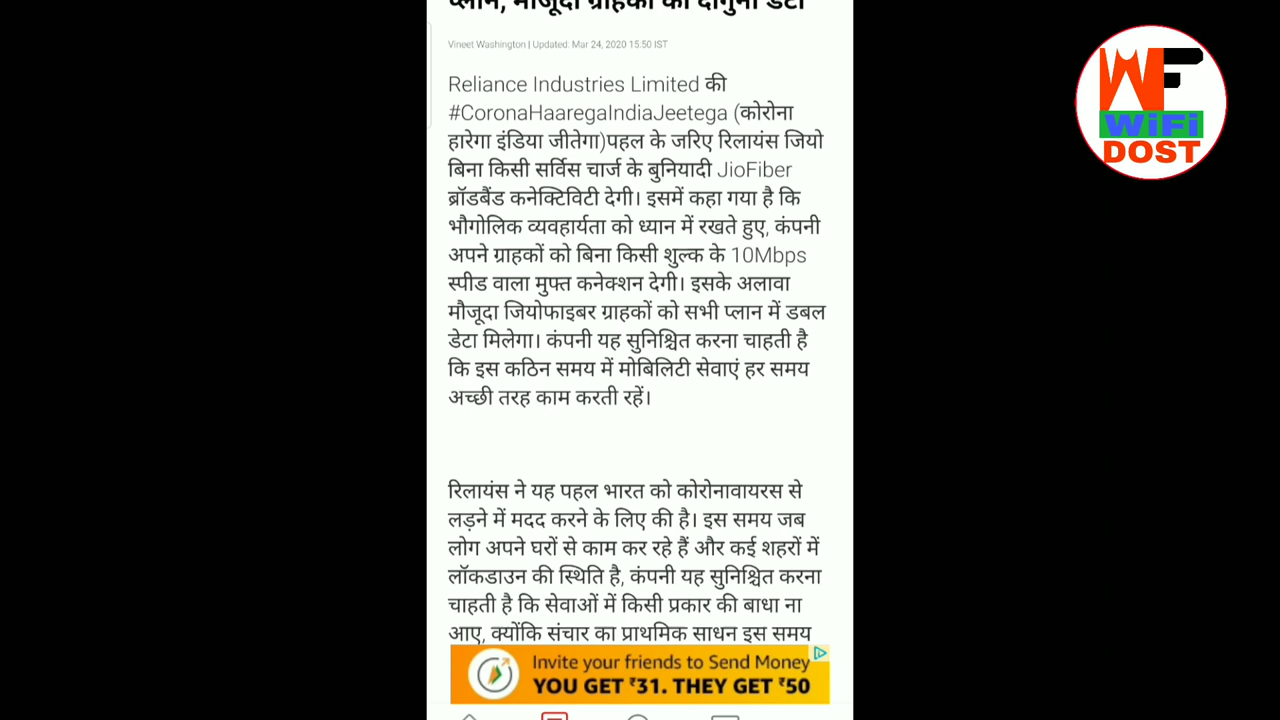 प्लान, मौजूदा ग्राहकों को दोगुना डेटा
Vineet Washington | Updated: Mar 24, 2020 15:50 IST
Reliance Industries Limited की
#CoronaHaaregaIndiaJeetega (कोरोना
हारेगा इंडिया जीतेगा)पहल के जरिए रिलायंस जियो
बिना किसी सर्विस चार्ज के बुनियादी JioFiber
ब्रॉडबैंड कनेक्टिविटी देगी। इसमें कहा गया है कि
भौगोलिक व्यवहार्यता को ध्यान में रखते हुए, कंपनी
अपने ग्राहकों को बिना किसी शुल्क के 10Mbps
स्पीड वाला मुफ्त कनेक्शन देगी। इसके अलावा
मौजूदा जियोफाइबर ग्राहकों को सभी प्लान में डबल
डेटा मिलेगा। कंपनी यह सुनिश्चित करना चाहती है
कि इस कठिन समय में मोबिलिटी सेवाएं हर समय
अच्छी तरह काम करती रहें।
रिलायंस ने यह पहल भारत को कोरोनावायरस से
लड़ने में मदद करने के लिए की है। इस समय जब
लोग अपने घरों से काम कर रहे हैं और कई शहरों में
लॉकडाउन की स्थिति है, कंपनी यह सुनिश्चित करना
चाहती है कि सेवाओं में किसी प्रकार की बाधा ना
आए, क्योंकि संचार का प्राथमिक साधन इस समय
Invite your friends to Send Money
YOU GET ₹31. THEY GET ₹50
WF
WiFi
DOST